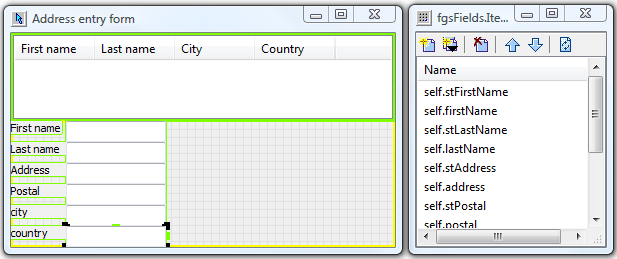 Address entry form
First name Last name City Country
First name
Last name
Address
Postal
city
country
fgsFields.Ite...
Name
self.stFirstName
self.firstName
self.stLastName
self.lastName
self.stAddress
self.address
self.stPostal
self.postal